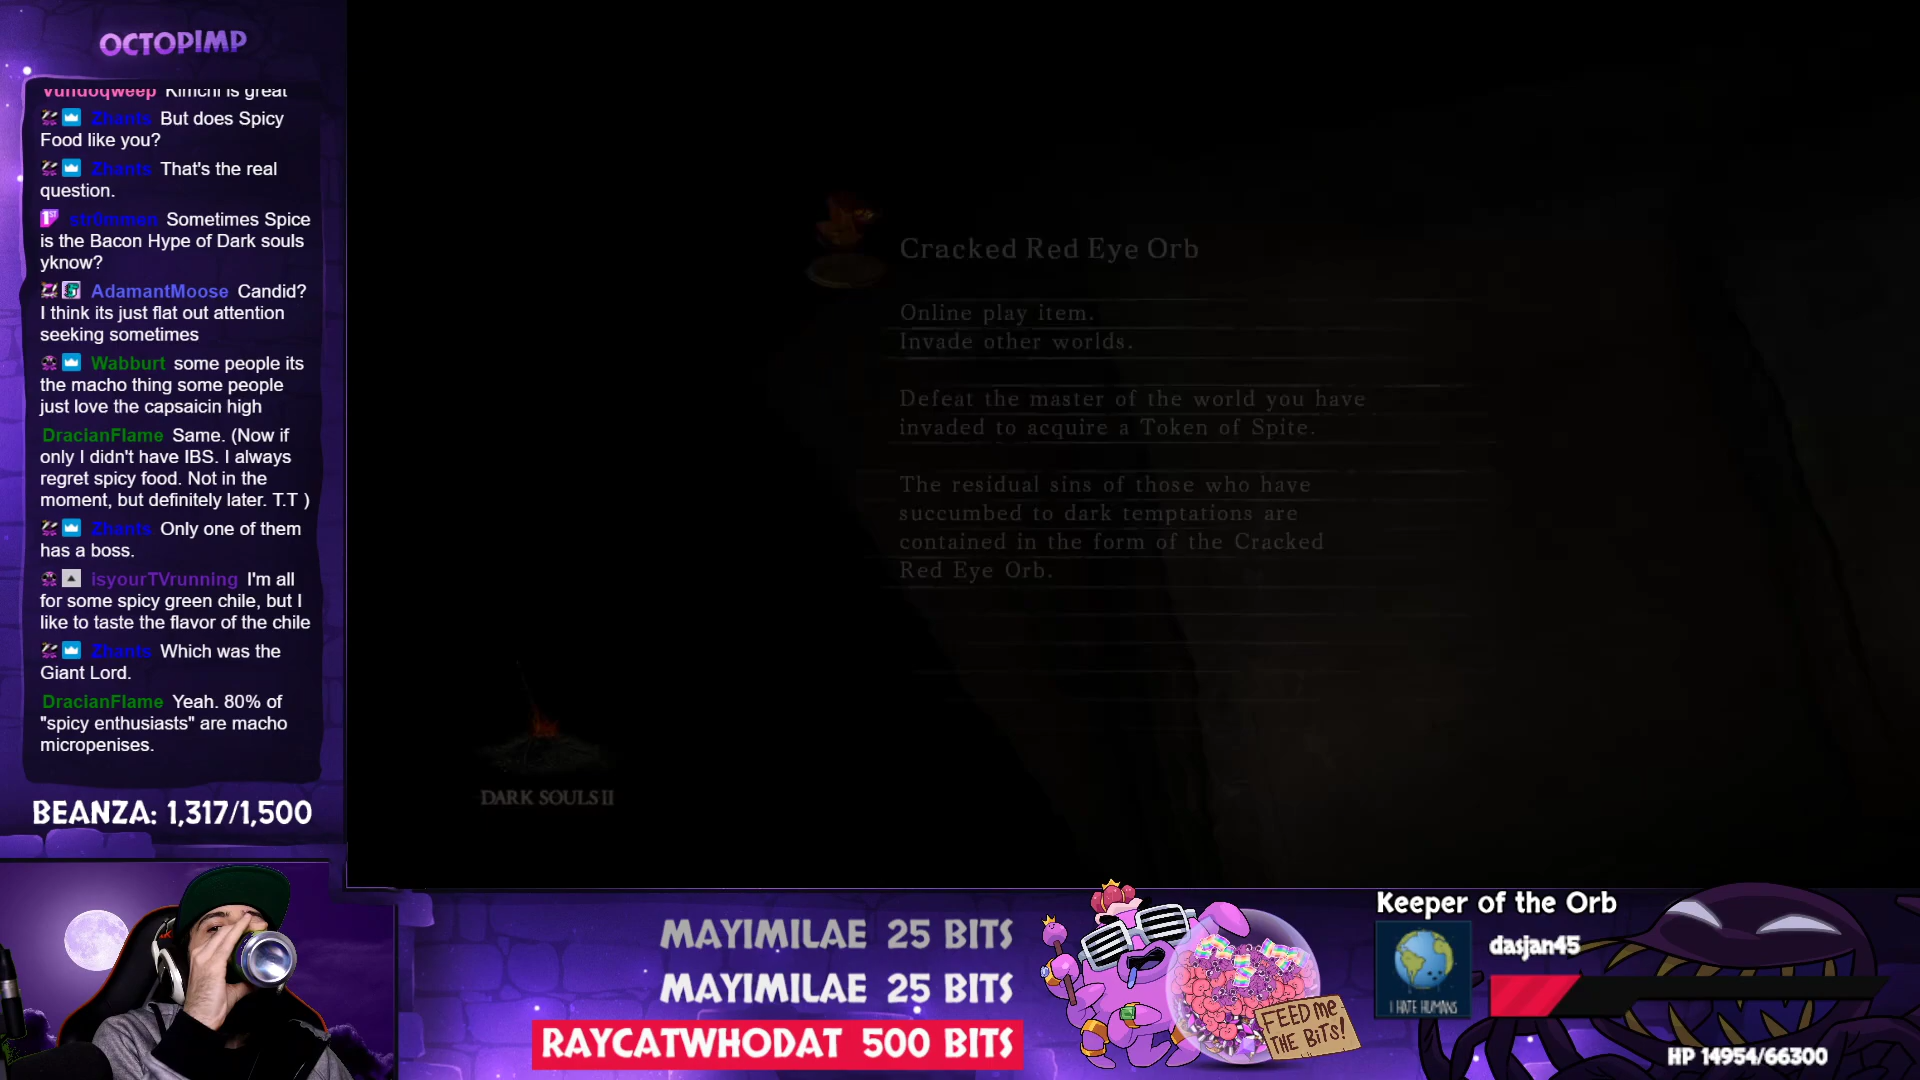 OCTOPIMP
Vundoqweep Kimchi is great
Zhants But does Spicy
Food like you?
Zhants That's the real
question.
1ST str0mmen Sometimes Spice
is the Bacon Hype of Dark souls
yknow?
AdamantMoose Candid?
I think its just flat out attention
seeking sometimes
Wabburt some people its
the macho thing some people
just love the capsaicin high
DracianFlame Same. (Now if
only I didn't have IBS. I always
regret spicy food. Not in the
moment, but definitely later. T.T )
Zhants Only one of them
has a boss.
isyourTVrunning I'm all
for some spicy green chile, but I
like to taste the flavor of the chile
Zhants Which was the
Giant Lord.
DracianFlame Yeah. 80% of
"spicy enthusiasts" are macho
micropenises.
BEANZA: 1,317/1,500
Cracked Red Eye Orb
Online play item.
Invade other worlds.
Defeat the master of the world you have
invaded to acquire a Token of Spite.
The residual sins of those who have
succumbed to dark temptations are
contained in the form of the Cracked
Red Eye Orb.
DARK SOULS II
MAYIMILAE 25 BITS
MAYIMILAE 25 BITS
RAYCATWHODAT 500 BITS
FEED ME
THE BITS!
Keeper of the Orb
dasjan45
I HATE HUMANS
HP 14954/66300